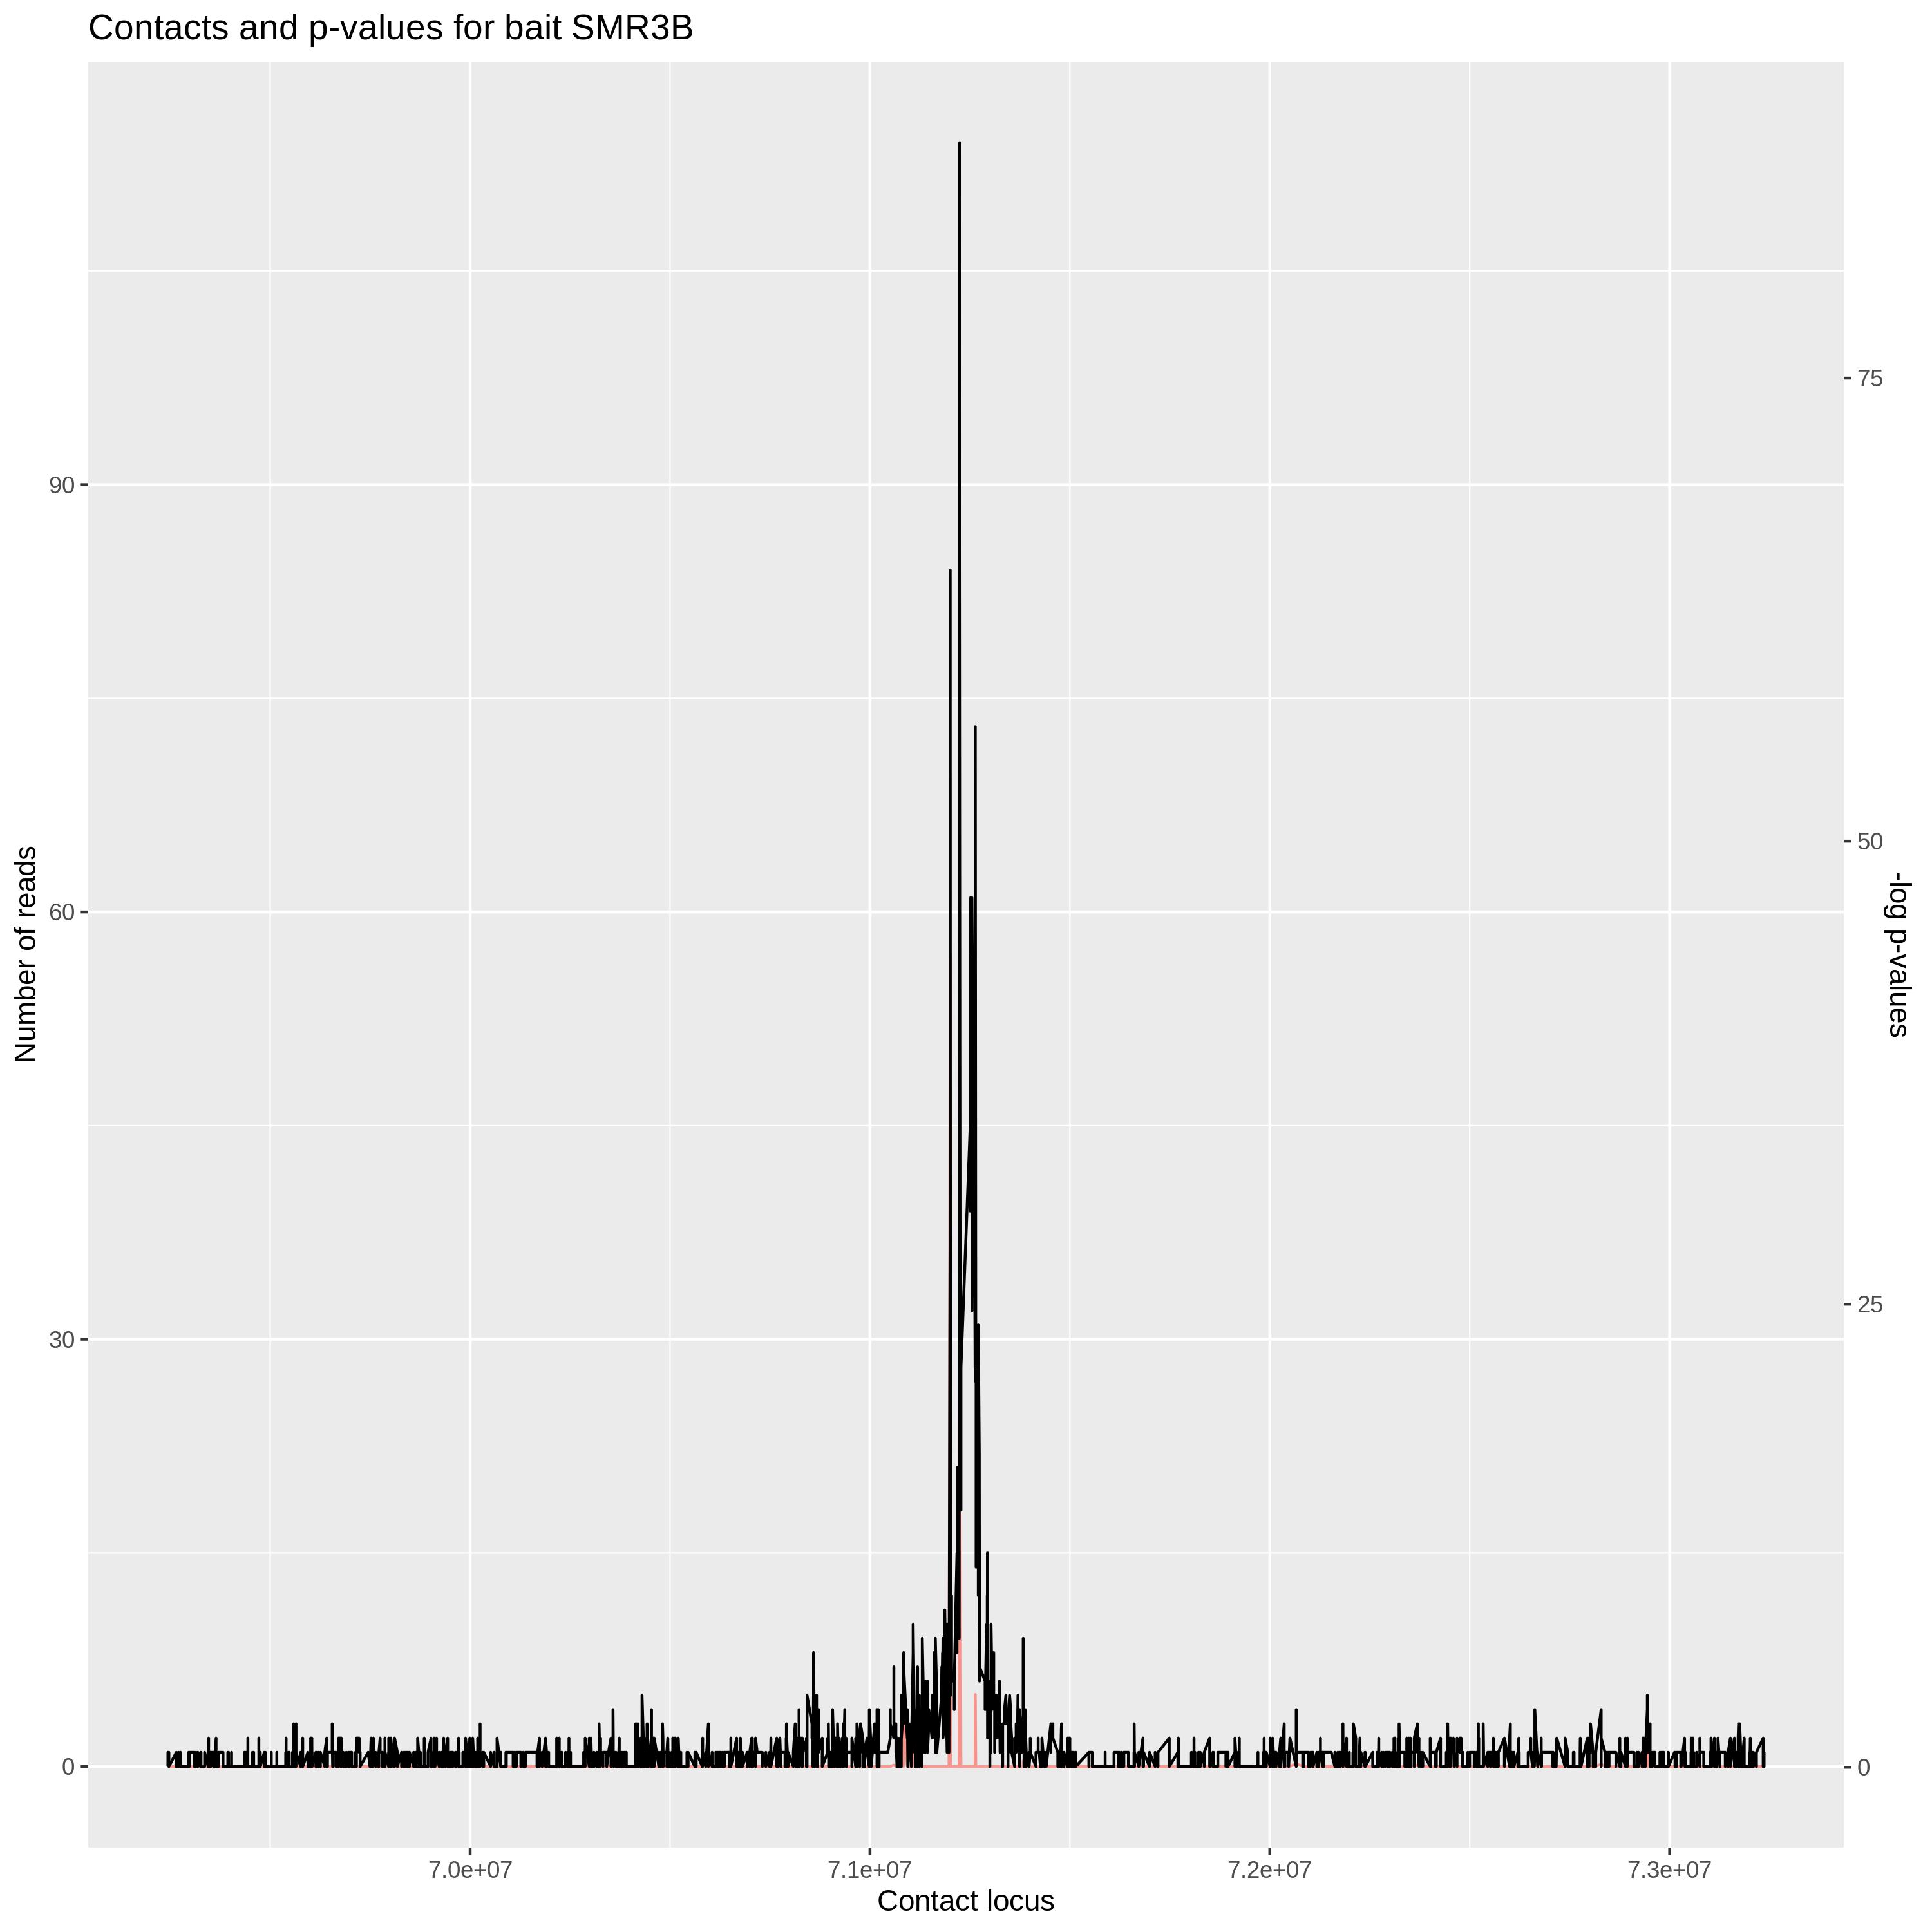 Contacts and p-values for bait SMR3B
90
60
30
0
Number of reads
75
50
25
0
-log p-values
7.0e+07
7.1e+07
7.2e+07
7.3e+07
Contact locus